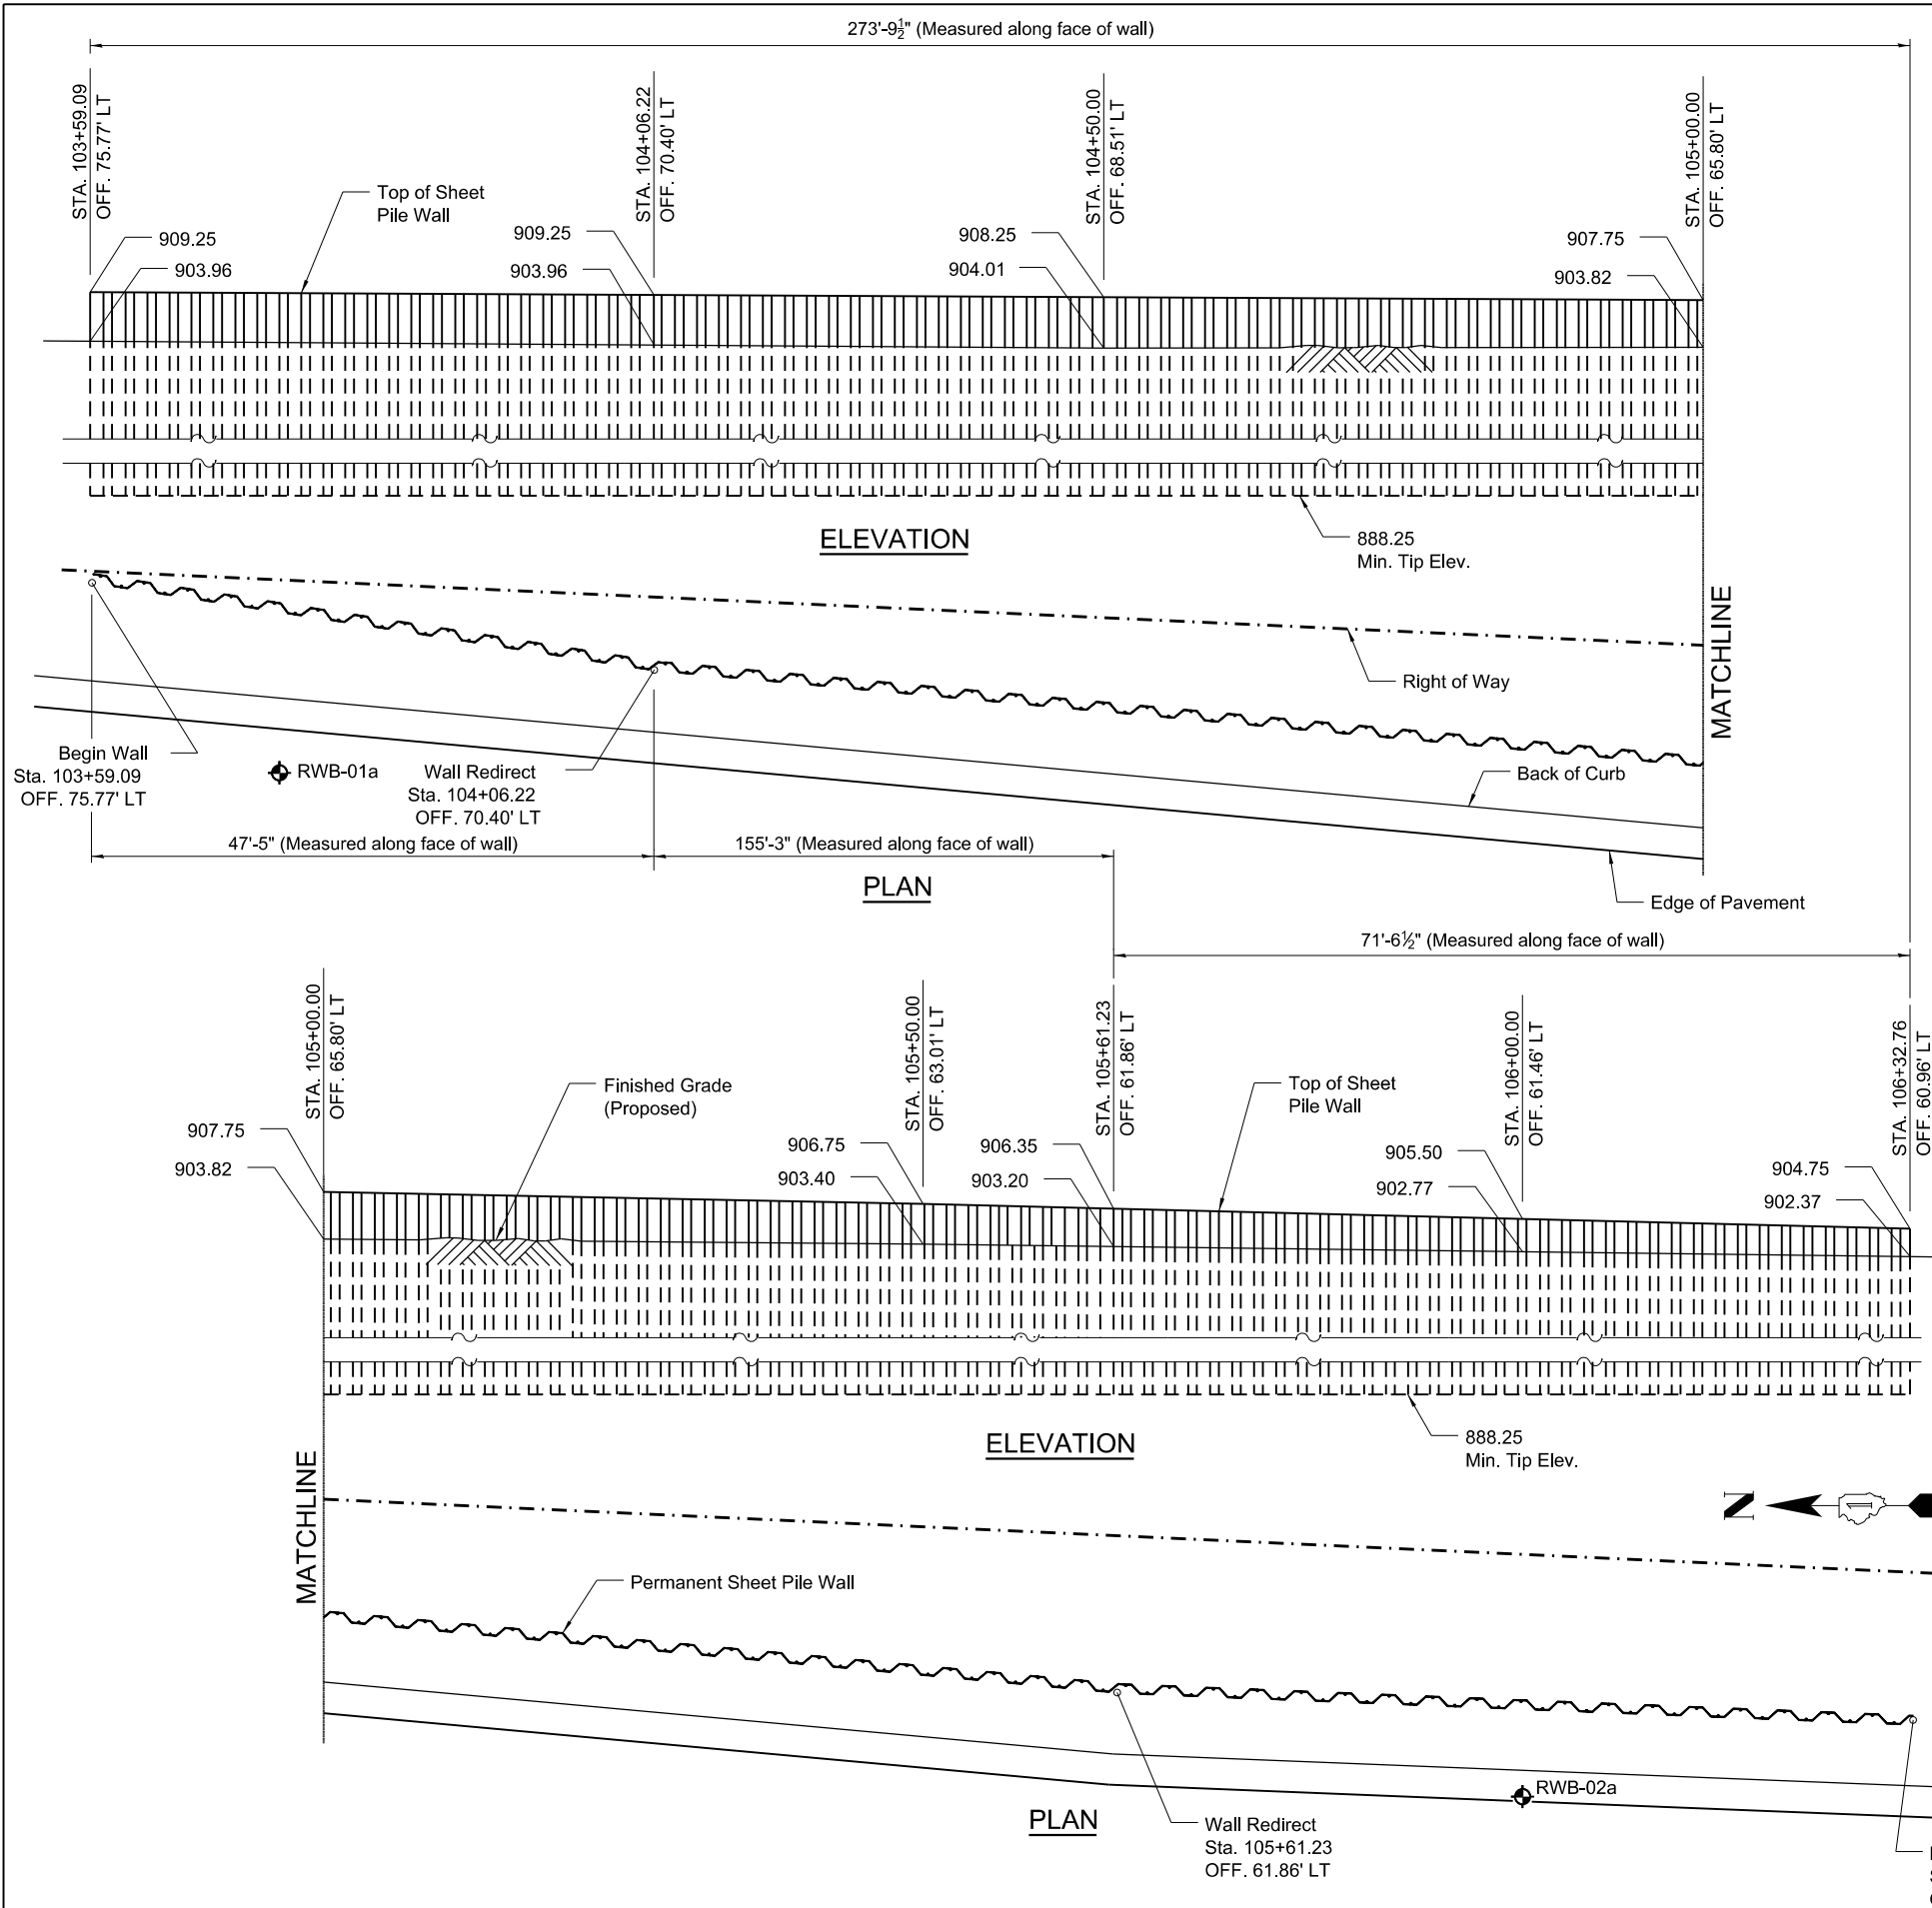 273'-9½" (Measured along face of wall)
STA. 103+59.09
OFF. 75.77' LT
STA. 104+06.22
OFF. 70.40' LT
STA. 104+50.00
OFF. 68.51' LT
STA. 105+00.00
OFF. 65.80' LT
Top of Sheet
Pile Wall
909.25
903.96
909.25
903.96
908.25
904.01
907.75
903.82
ELEVATION
888.25
Min. Tip Elev.
MATCHLINE
Right of Way
Back of Curb
Begin Wall
Sta. 103+59.09
OFF. 75.77' LT
RWB-01a
Wall Redirect
Sta. 104+06.22
OFF. 70.40' LT
47'-5" (Measured along face of wall)
155'-3" (Measured along face of wall)
PLAN
Edge of Pavement
71'-6½" (Measured along face of wall)
STA. 105+00.00
OFF. 65.80' LT
STA. 105+50.00
OFF. 63.01' LT
STA. 105+61.23
OFF. 61.86' LT
STA. 106+00.00
OFF. 61.46' LT
STA. 106+32.76
OFF. 60.96' LT
Finished Grade
(Proposed)
Top of Sheet
Pile Wall
907.75
903.82
906.75
903.40
906.35
903.20
905.50
902.77
904.75
902.37
ELEVATION
888.25
Min. Tip Elev.
MATCHLINE
N
Permanent Sheet Pile Wall
RWB-02a
PLAN
Wall Redirect
Sta. 105+61.23
OFF. 61.86' LT